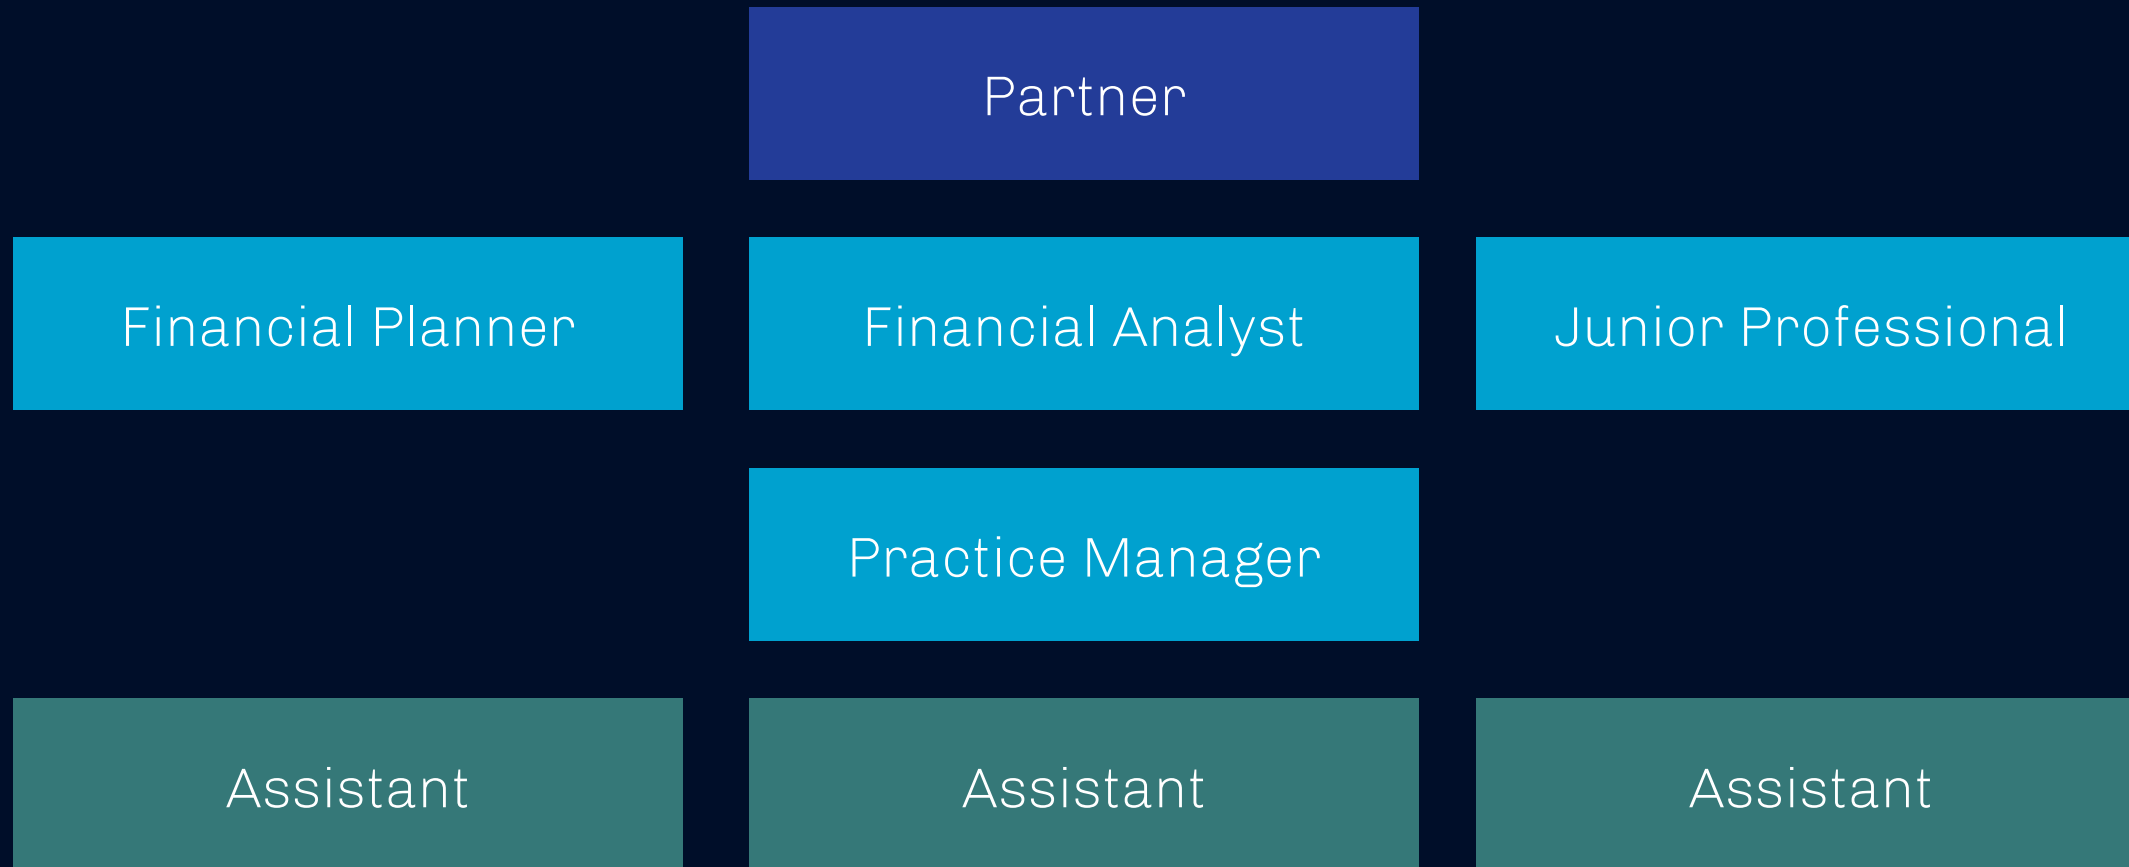 Partner
Financial Planner
Financial Analyst
Junior Professional
Practice Manager
Assistant
Assistant
Assistant